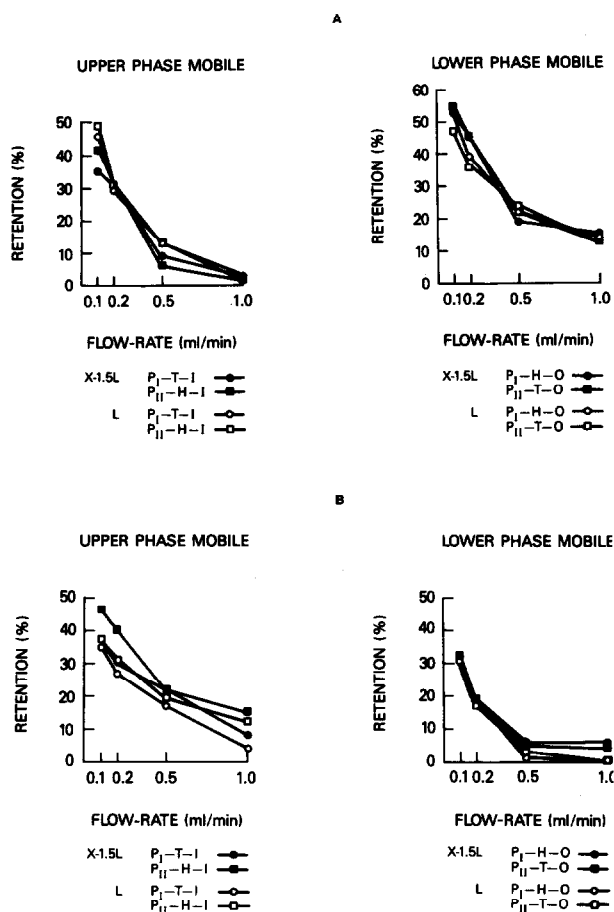 A
UPPER PHASE MOBILE
LOWER PHASE MOBILE
RETENTION (%)
50
40
30
20
10
0
0.1 0.2 0.5 1.0
FLOW-RATE (ml/min)
X-1.5L P_I-T-I
P_II-H-I
L P_I-T-I
P_II-H-I
RETENTION (%)
60
50
40
30
20
10
0
0.10.2 0.5 1.0
FLOW-RATE (ml/min)
X-1.5L P_I-H-O
P_II-T-O
L P_I-H-O
P_II-T-O
B
UPPER PHASE MOBILE
LOWER PHASE MOBILE
RETENTION (%)
50
40
30
20
10
0
0.1 0.2 0.5 1.0
FLOW-RATE (ml/min)
X-1.5L P_I-T-I
P_II-H-I
L P_I-T-I
P_II-H-I
RETENTION (%)
50
40
30
20
10
0
0.1 0.2 0.5 1.0
FLOW-RATE (ml/min)
X-1.5L P_I-H-O
P_II-T-O
L P_I-H-O
P_II-T-O